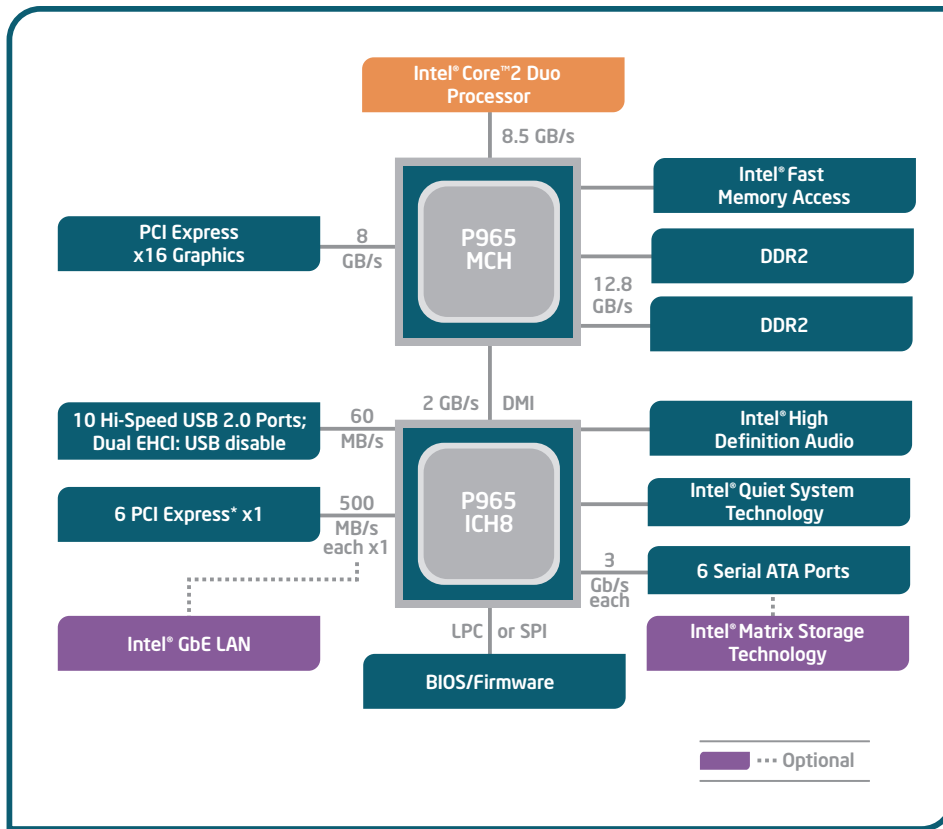 Intel® Core™2 Duo
Processor
8.5 GB/s
P965
MCH
Intel® Fast
Memory Access
PCI Express
x16 Graphics
8
GB/s
DDR2
12.8
GB/s
DDR2
2 GB/s DMI
10 Hi-Speed USB 2.0 Ports;
Dual EHCI: USB disable
60
MB/s
Intel® High
Definition Audio
P965
ICH8
Intel® Quiet System
Technology
6 PCI Express* x1
500
MB/s
each x1
3
Gb/s
each
6 Serial ATA Ports
Intel® GbE LAN
LPC or SPI
Intel® Matrix Storage
Technology
BIOS/Firmware
Optional